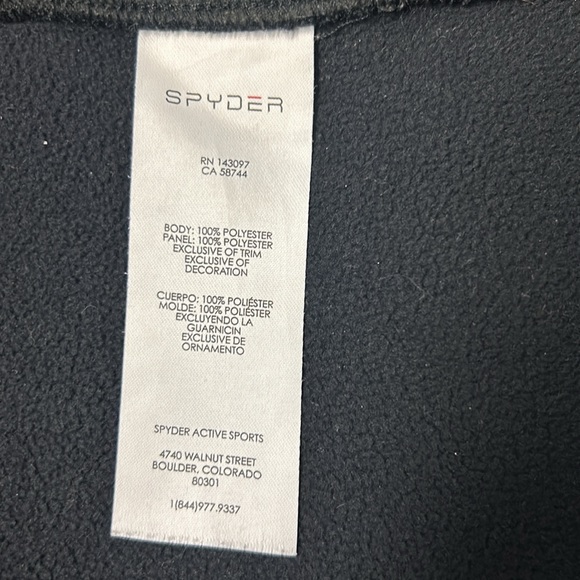 SPYDER
RN 143097
CA 58744
BODY: 100% POLYESTER
PANEL: 100% POLYESTER
EXCLUSIVE OF TRIM
EXCLUSIVE OF
DECORATION
CUERPO: 100% POLIÉSTER
MOLDE: 100% POLIÉSTER
EXCLUYENDO LA
GUARNICIN
EXCLUSIVE DE
ORNAMENTO
SPYDER ACTIVE SPORTS
4740 WALNUT STREET
BOULDER, COLORADO
80301
1(844)977.9337